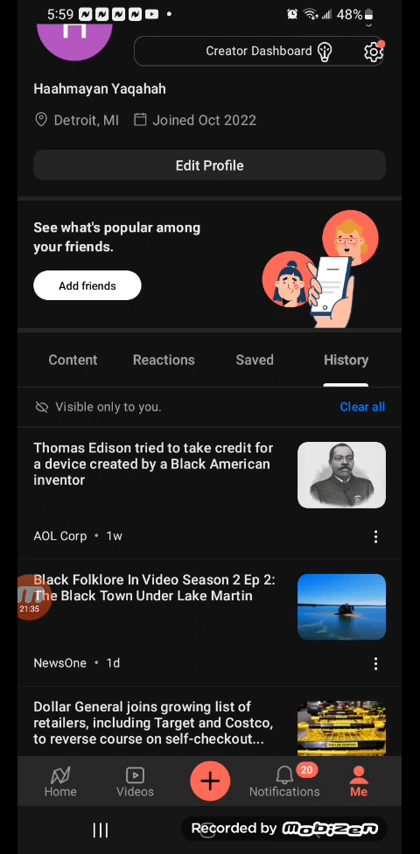 5:59
48%
Creator Dashboard
Haahmayan Yaqahah
Detroit, MI
Joined Oct 2022
Edit Profile
See what's popular among
your friends.
Add friends
Content
Reactions
Saved
History
Visible only to you.
Clear all
Thomas Edison tried to take credit for
a device created by a Black American
inventor
AOL Corp • 1w
Black Folklore In Video Season 2 Ep 2:
The Black Town Under Lake Martin
21:35
NewsOne • 1d
Dollar General joins growing list of
retailers, including Target and Costco,
to reverse course on self-checkout...
20
Home
Videos
Notifications
Me
Recorded by Mobizen